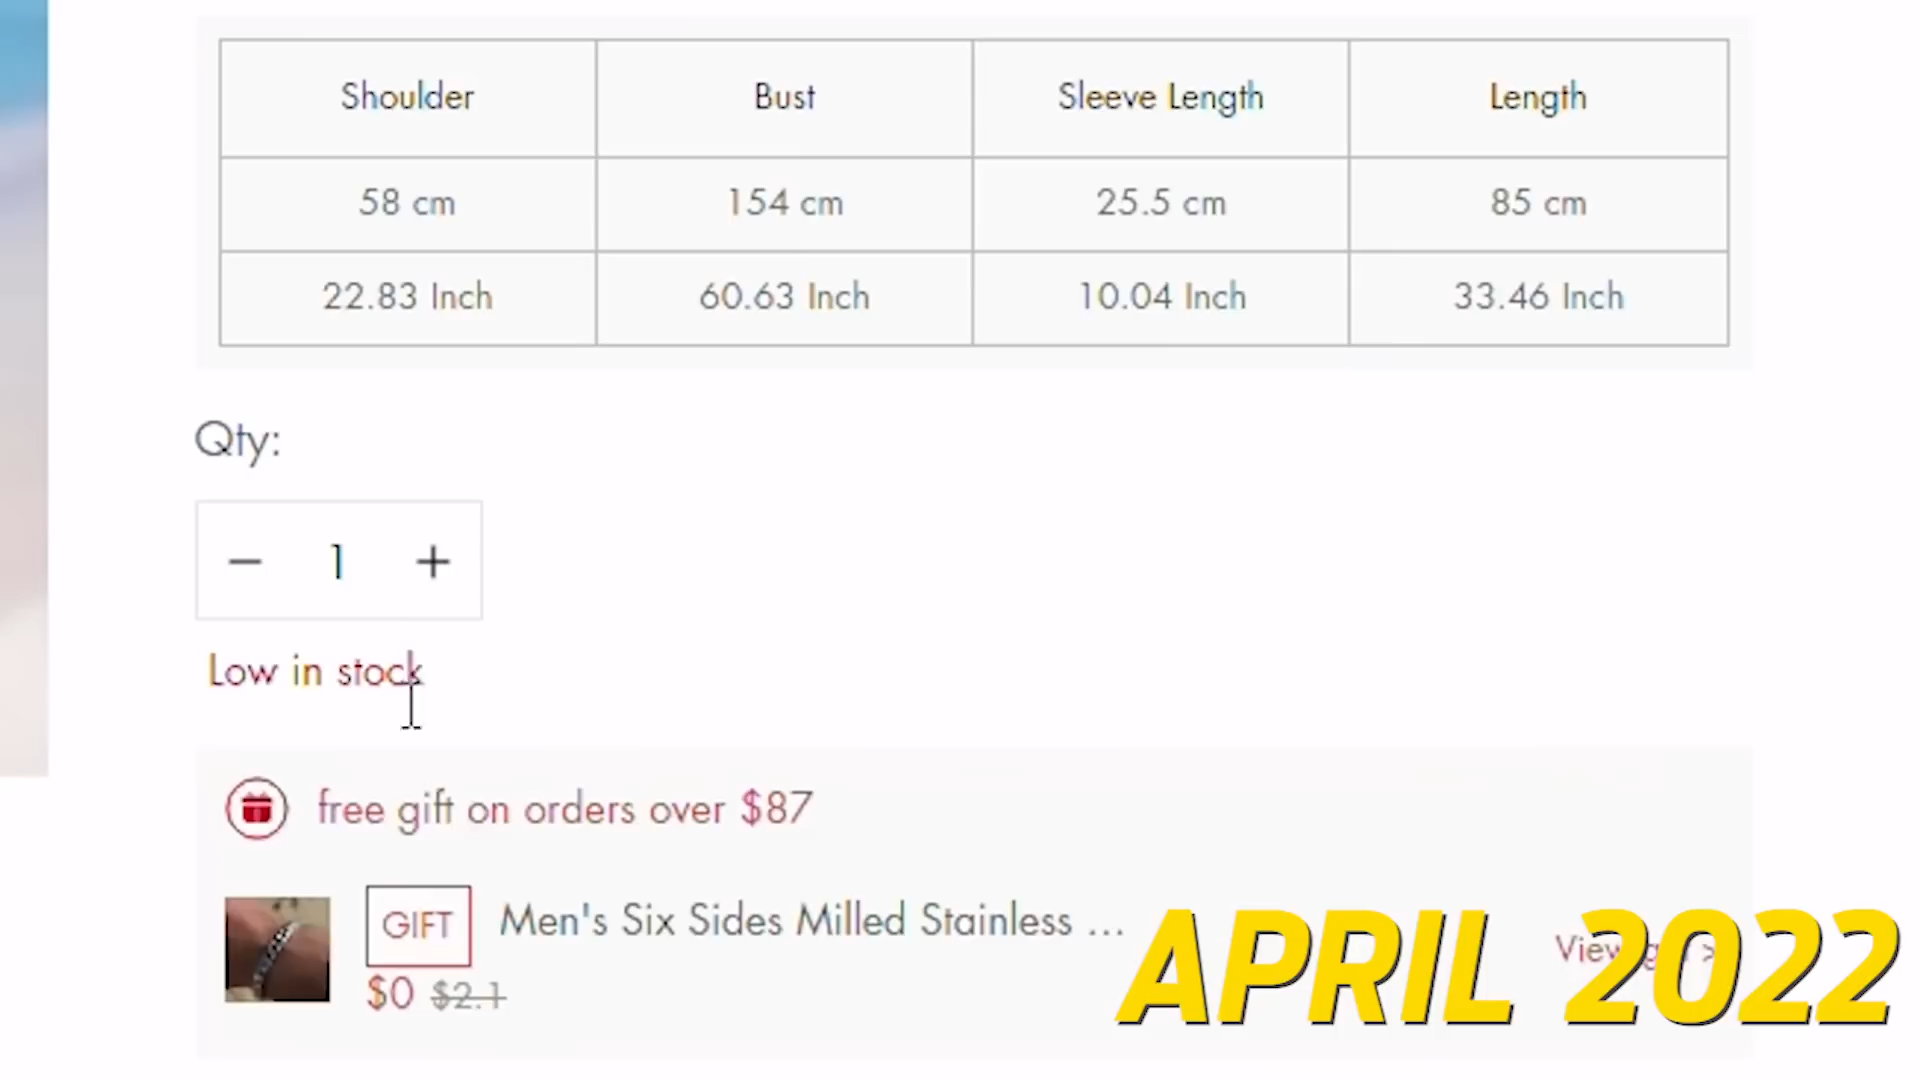 Shoulder Bust Sleeve Length Length
58 cm 154 cm 25.5 cm 85 cm
22.83 Inch 60.63 Inch 10.04 Inch 33.46 Inch
Qty:
− 1 +
Low in stock
free gift on orders over $87
GIFT Men's Six Sides Milled Stainless ...
$0 $2.1
View >
APRIL 2022